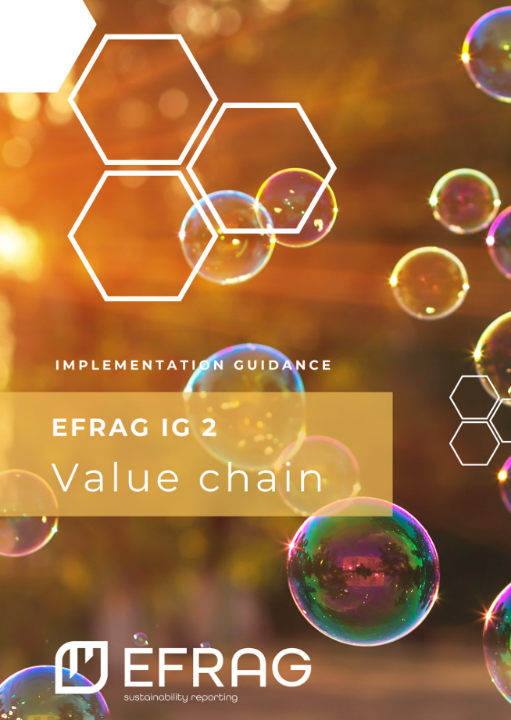 IMPLEMENTATION GUIDANCE
EFRAG IG 2
Value chain
EFRAG
sustainability reporting